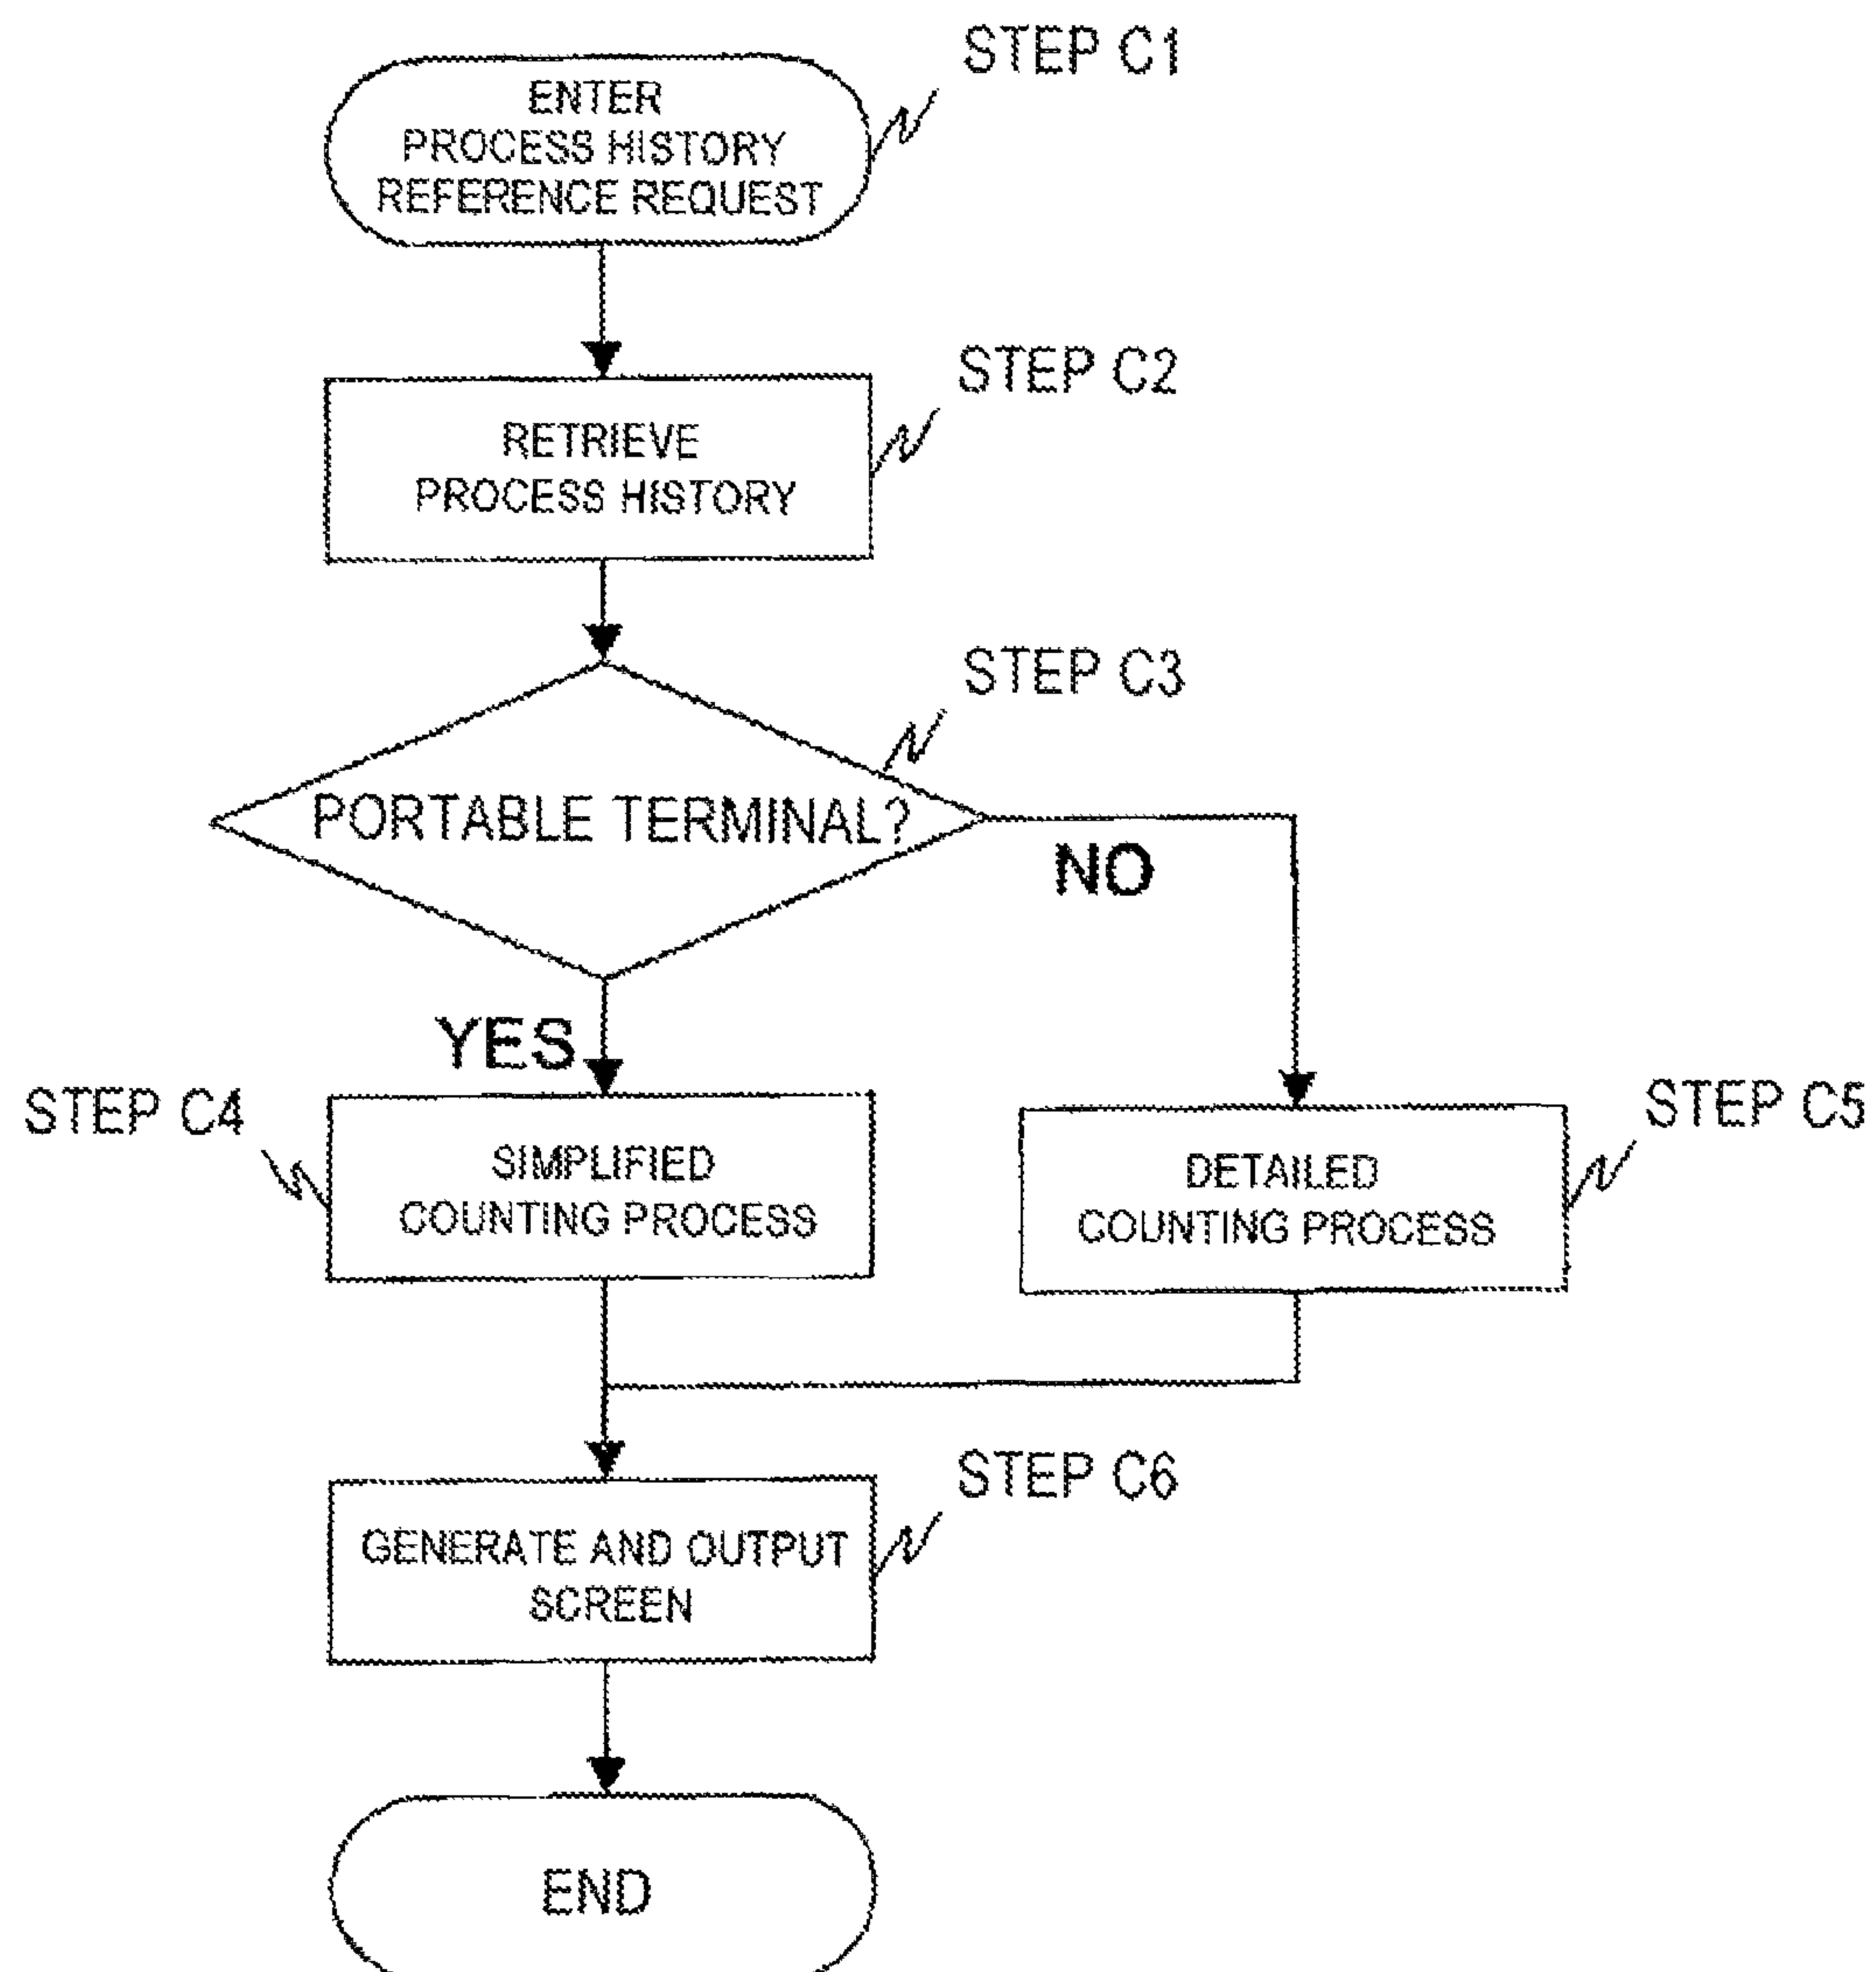 STEP C1
ENTER
PROCESS HISTORY
REFERENCE REQUEST
STEP C2
RETRIEVE
PROCESS HISTORY
STEP C3
PORTABLE TERMINAL?
NO
YES
STEP C4
SIMPLIFIED
COUNTING PROCESS
STEP C5
DETAILED
COUNTING PROCESS
STEP C6
GENERATE AND OUTPUT
SCREEN
END